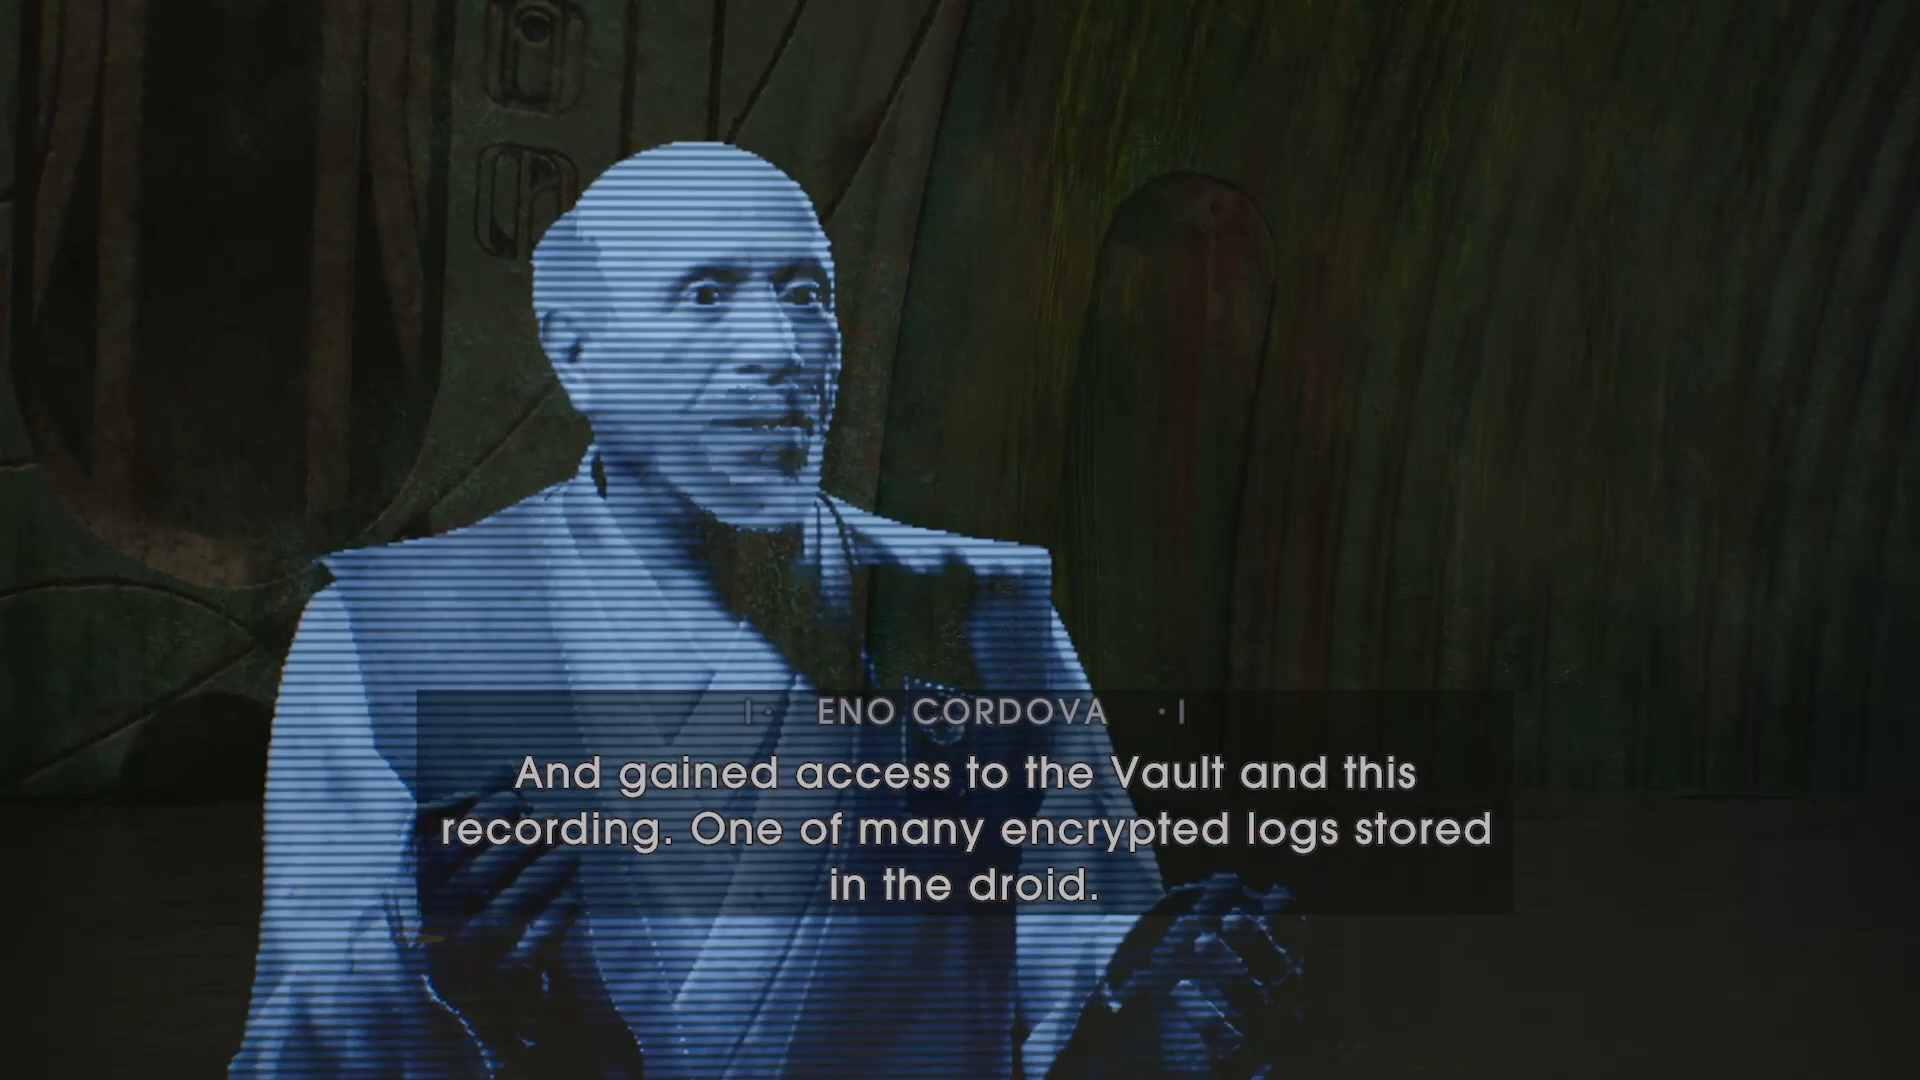 ENO CORDOVA
And gained access to the Vault and this
recording. One of many encrypted logs stored
in the droid.